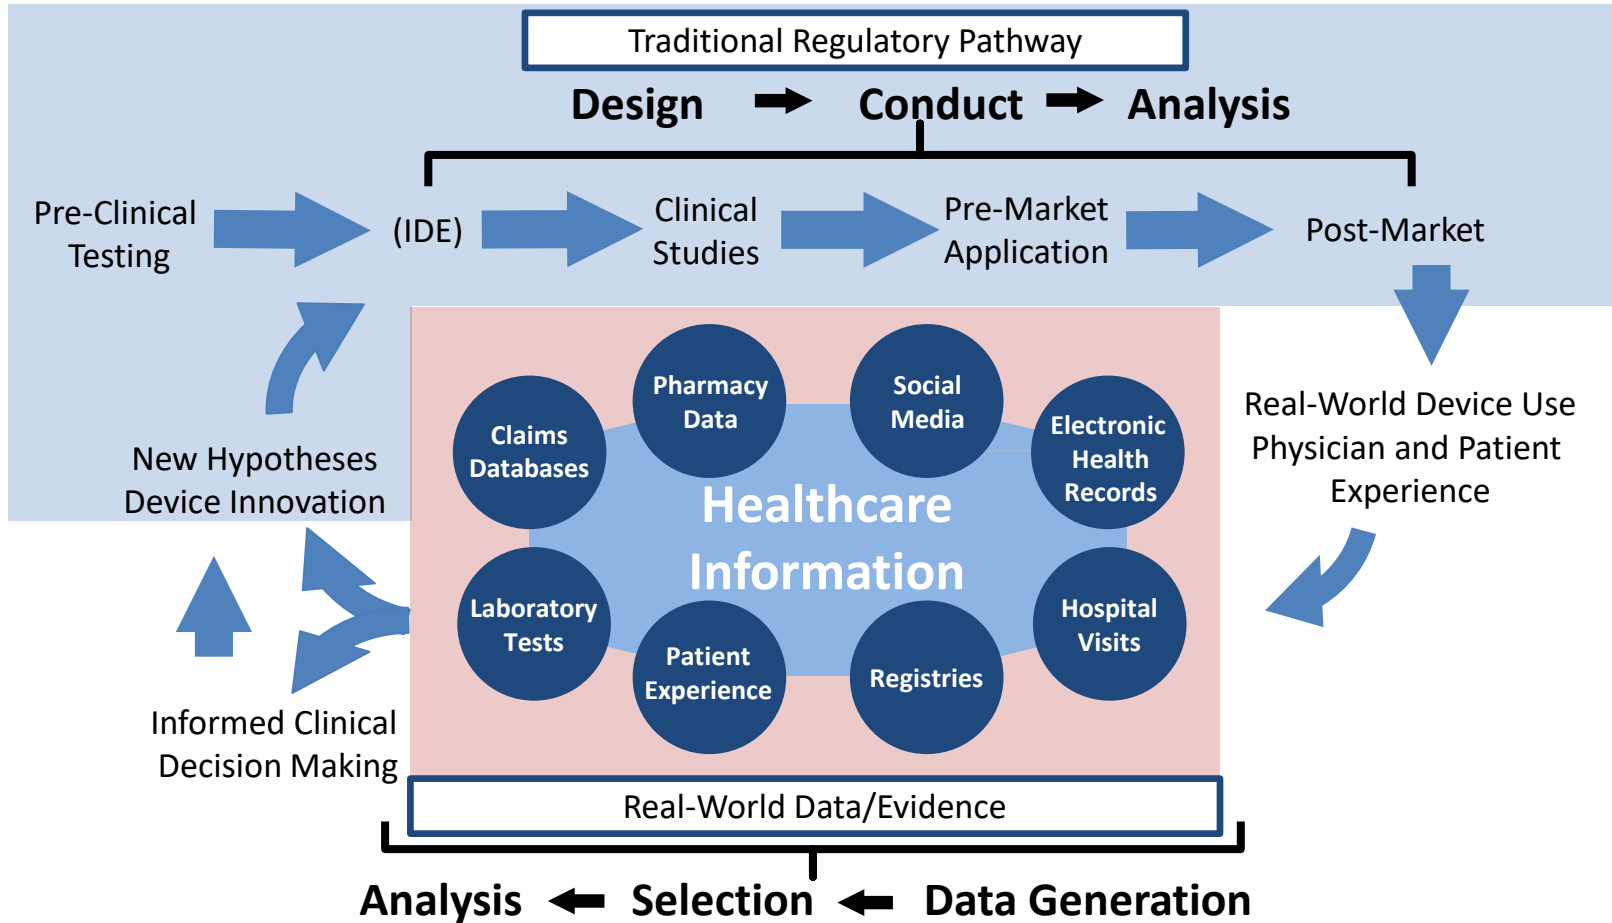 Traditional Regulatory Pathway
Design Conduct Analysis
Pre-Clinical
Testing
(IDE)
Clinical
Studies
Pre-Market
Application
Post-Market
Real-World Device Use
Physician and Patient
Experience
New Hypotheses
Device Innovation
Informed Clinical
Decision Making
Claims
Databases
Pharmacy
Data
Social
Media
Electronic
Health
Records
Healthcare
Information
Laboratory
Tests
Patient
Experience
Registries
Hospital
Visits
Real-World Data/Evidence
Analysis Selection Data Generation